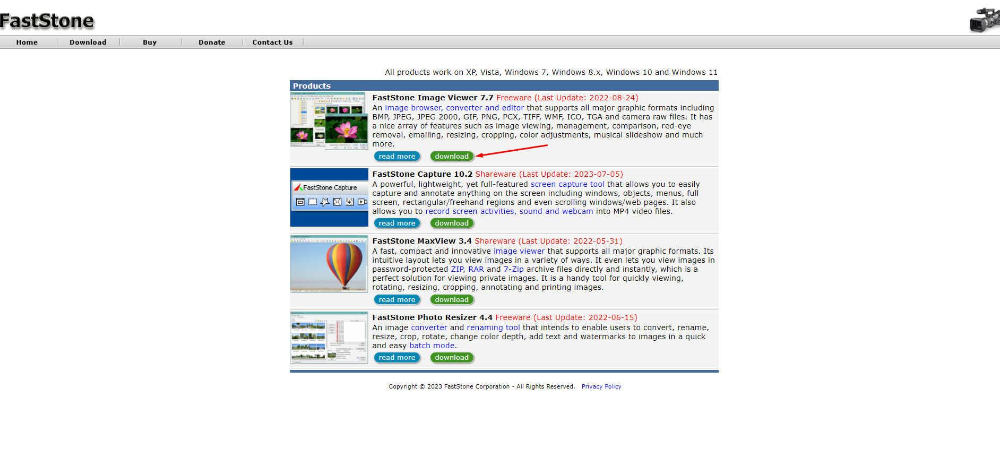 FastStone
Home
Download
Buy
Donate
Contact Us
All products work on XP, Vista, Windows 7, Windows 8.x, Windows 10 and Windows 11
Products
FastStone Image Viewer 7.7 Freeware (Last Update: 2022-08-24)
An image browser, converter and editor that supports all major graphic formats including
BMP, JPEG, JPEG 2000, GIF, PNG, PCX, TIFF, WMF, ICO, TGA and camera raw files. It has
a nice array of features such as image viewing, management, comparison, red-eye
removal, emailing, resizing, cropping, color adjustments, musical slideshow and much
more.
read more
download
FastStone Capture
FastStone Capture 10.2 Shareware (Last Update: 2023-07-05)
A powerful, lightweight, yet full-featured screen capture tool that allows you to easily
capture and annotate anything on the screen including windows, objects, menus, full
screen, rectangular/freehand regions and even scrolling windows/web pages. It also
allows you to record screen activities, sound and webcam into MP4 video files.
read more
download
FastStone MaxView 3.4 Shareware (Last Update: 2022-05-31)
A fast, compact and innovative image viewer that supports all major graphic formats. Its
intuitive layout lets you view images in a variety of ways. It even lets you view images in
password-protected ZIP, RAR and 7-Zip archive files directly and instantly, which is a
perfect solution for viewing private images. It is a handy tool for quickly viewing,
rotating, resizing, cropping, annotating and printing images.
read more
download
FastStone Photo Resizer 4.4 Freeware (Last Update: 2022-06-15)
An image converter and renaming tool that intends to enable users to convert, rename,
resize, crop, rotate, change color depth, add text and watermarks to images in a quick
and easy batch mode.
read more
download
Copyright © 2023 FastStone Corporation - All Rights Reserved. Privacy Policy